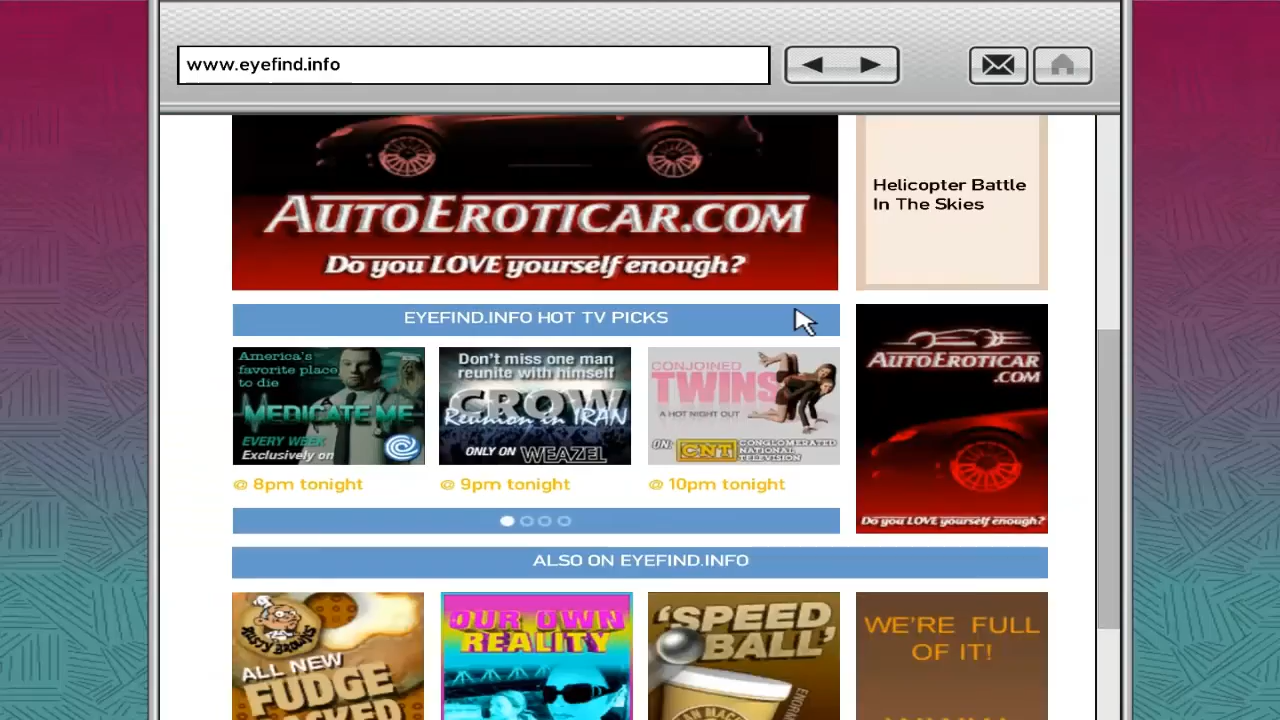 www.eyefind.info
AUTOEROTICAR.COM
Do you LOVE yourself enough?
Helicopter Battle
In The Skies
EYEFIND.INFO HOT TV PICKS
America's
favorite place
to die
MEDICATE ME
EVERY WEEK
Exclusively on
@ 8pm tonight
Don't miss one man
reunite with himself
CROW
Reunion in IRAN
ONLY ON WEAZEL
@ 9pm tonight
CONJOINED
TWINS
A HOT NIGHT OUT
ON: CNT CONGLOMERATED
NATIONAL
TELEVISION
@ 10pm tonight
AUTOEROTICAR
.COM
Do you LOVE yourself enough?
ALSO ON EYEFIND.INFO
RUSTY BROWN'S
ALL NEW
FUDGE
PACKED
OUR OWN
REALITY
'SPEED
BALL'
WE'RE FULL
OF IT!